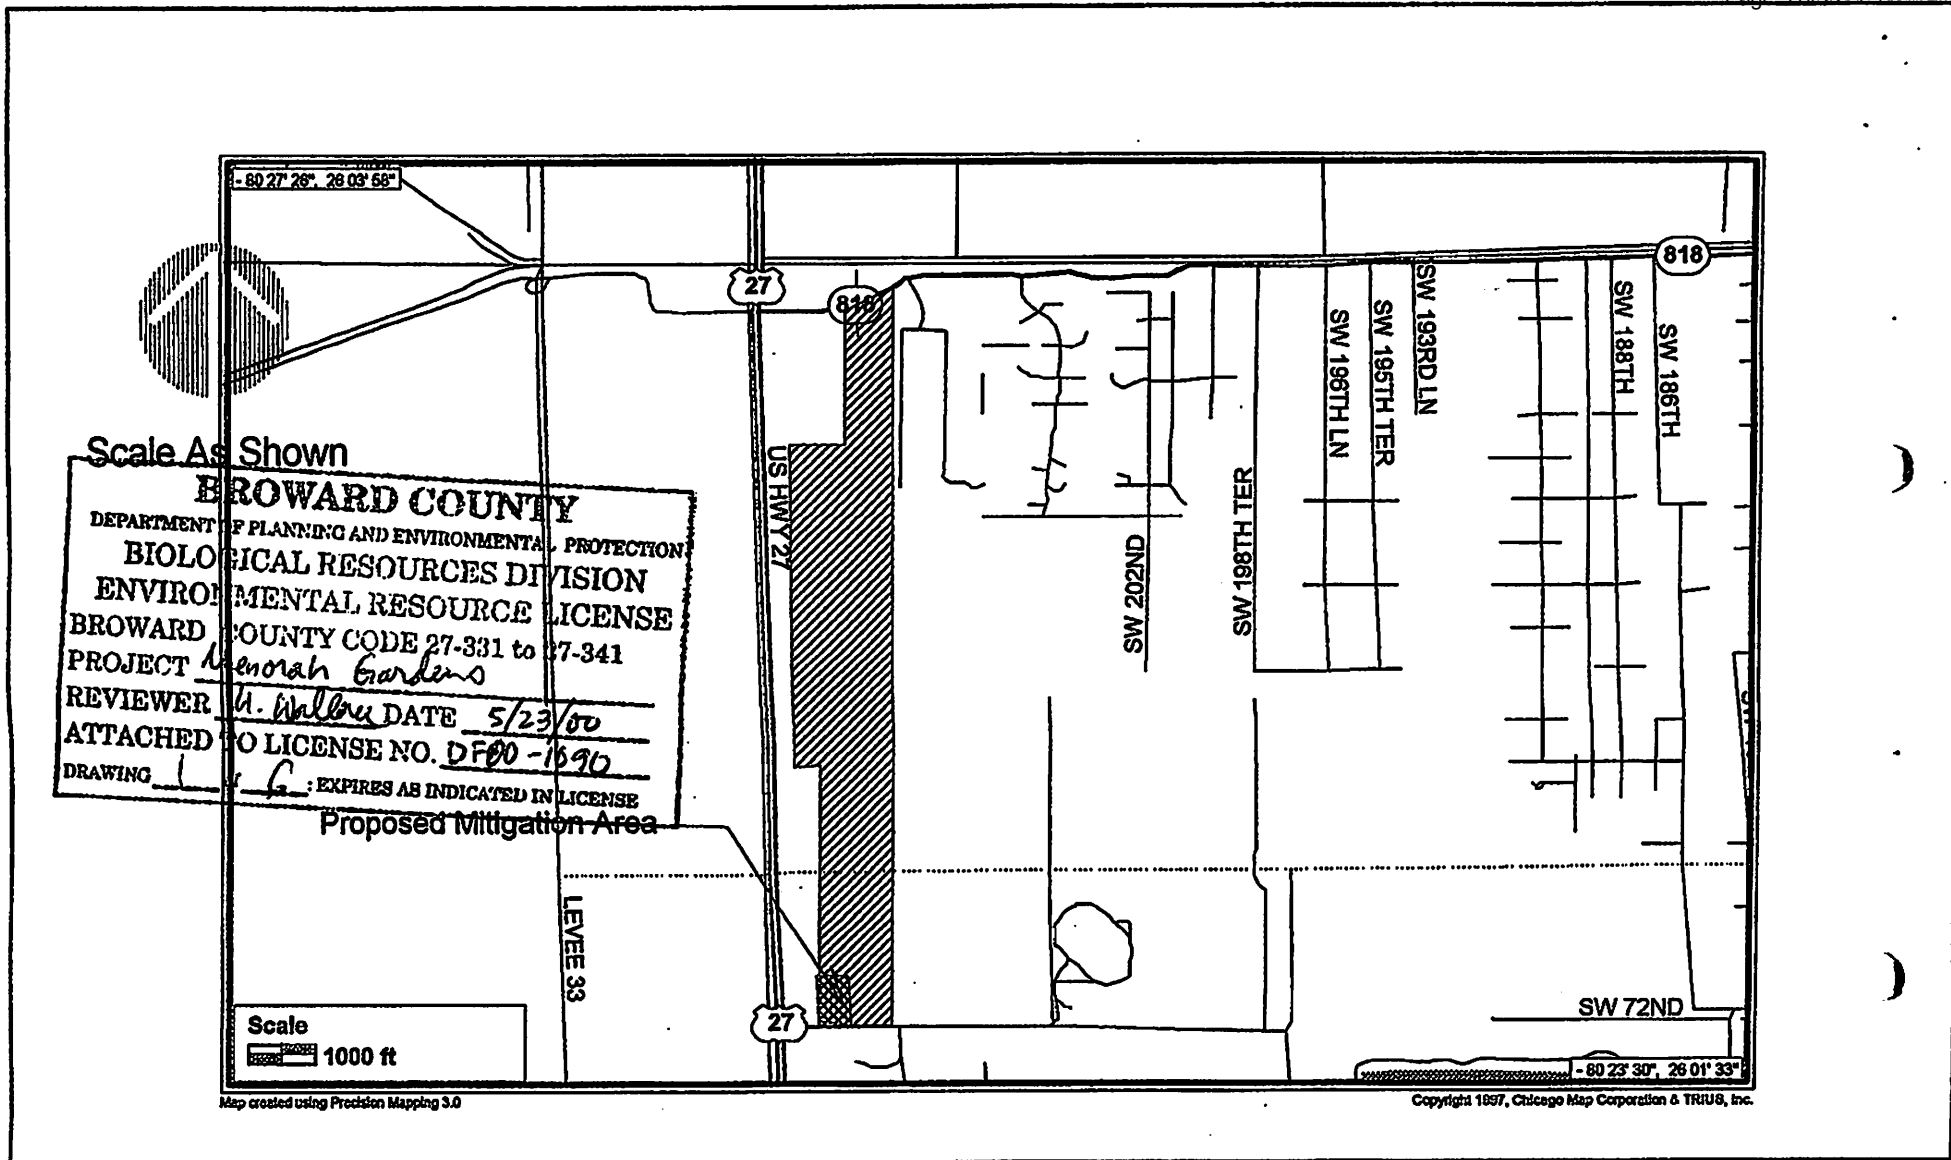 - 80 27' 26", 26 03' 58"
27
818
818
SW 193RD LN
SW 195TH TER
SW 196TH LN
SW 188TH
SW 186TH
US HWY 27
SW 198TH TER
SW 202ND
Scale As Shown
BROWARD COUNTY
DEPARTMENT OF PLANNING AND ENVIRONMENTAL PROTECTION
BIOLOGICAL RESOURCES DIVISION
ENVIRONMENTAL RESOURCE LICENSE
BROWARD COUNTY CODE 27-331 to 27-341
PROJECT Menorah Gardens
REVIEWER DATE 5/23/00
ATTACHED TO LICENSE NO.
DRAWING 1 : EXPIRES AS INDICATED IN LICENSE
Proposed Mitigation Area
LEVEE 33
27
SW 72ND
Scale
1000 ft
- 80 23' 30", 26 01' 33"
Map created using Precision Mapping 3.0
Copyright 1997, Chicago Map Corporation & TRIUS, Inc.